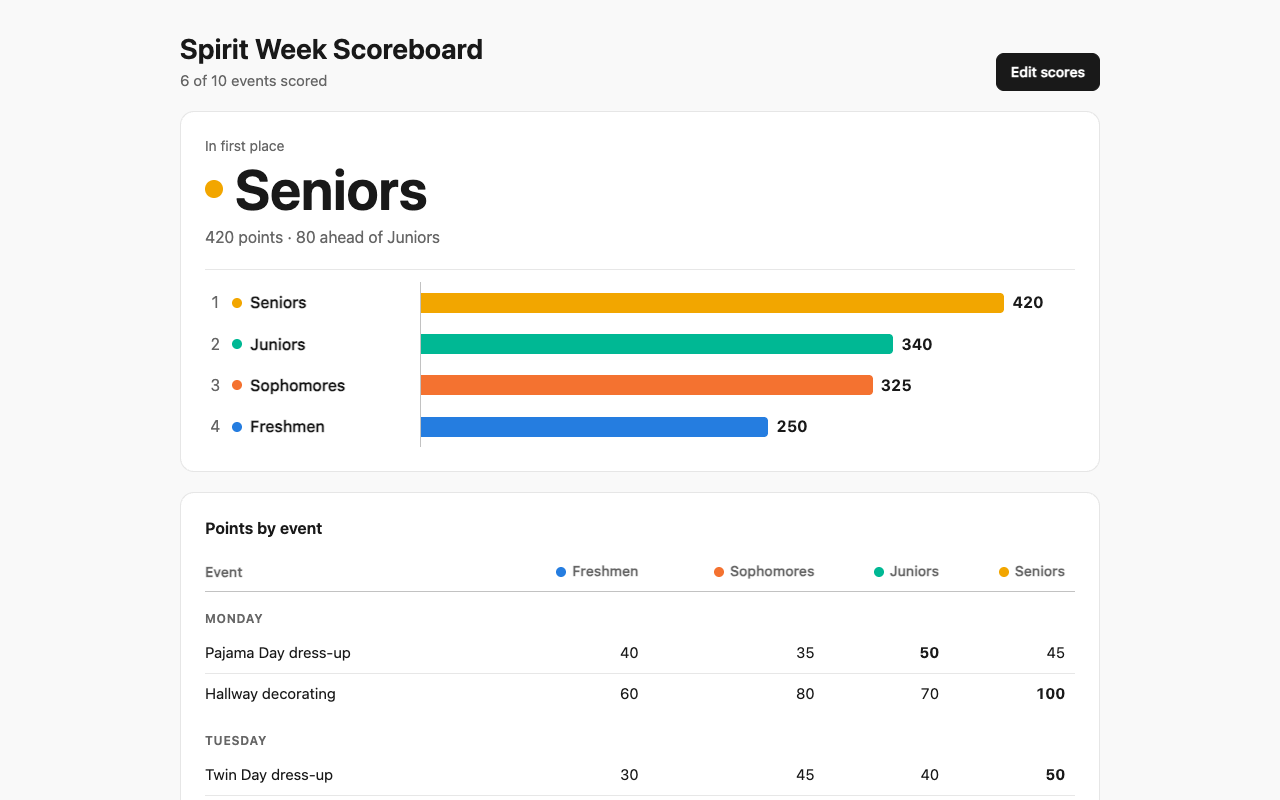 Spirit Week Scoreboard
6 of 10 events scored
Edit scores
In first place
Seniors
420 points · 80 ahead of Juniors
1 Seniors 420
2 Juniors 340
3 Sophomores 325
4 Freshmen 250
Points by event
Event Freshmen Sophomores Juniors Seniors
MONDAY
Pajama Day dress-up 40 35 50 45
Hallway decorating 60 80 70 100
TUESDAY
Twin Day dress-up 30 45 40 50